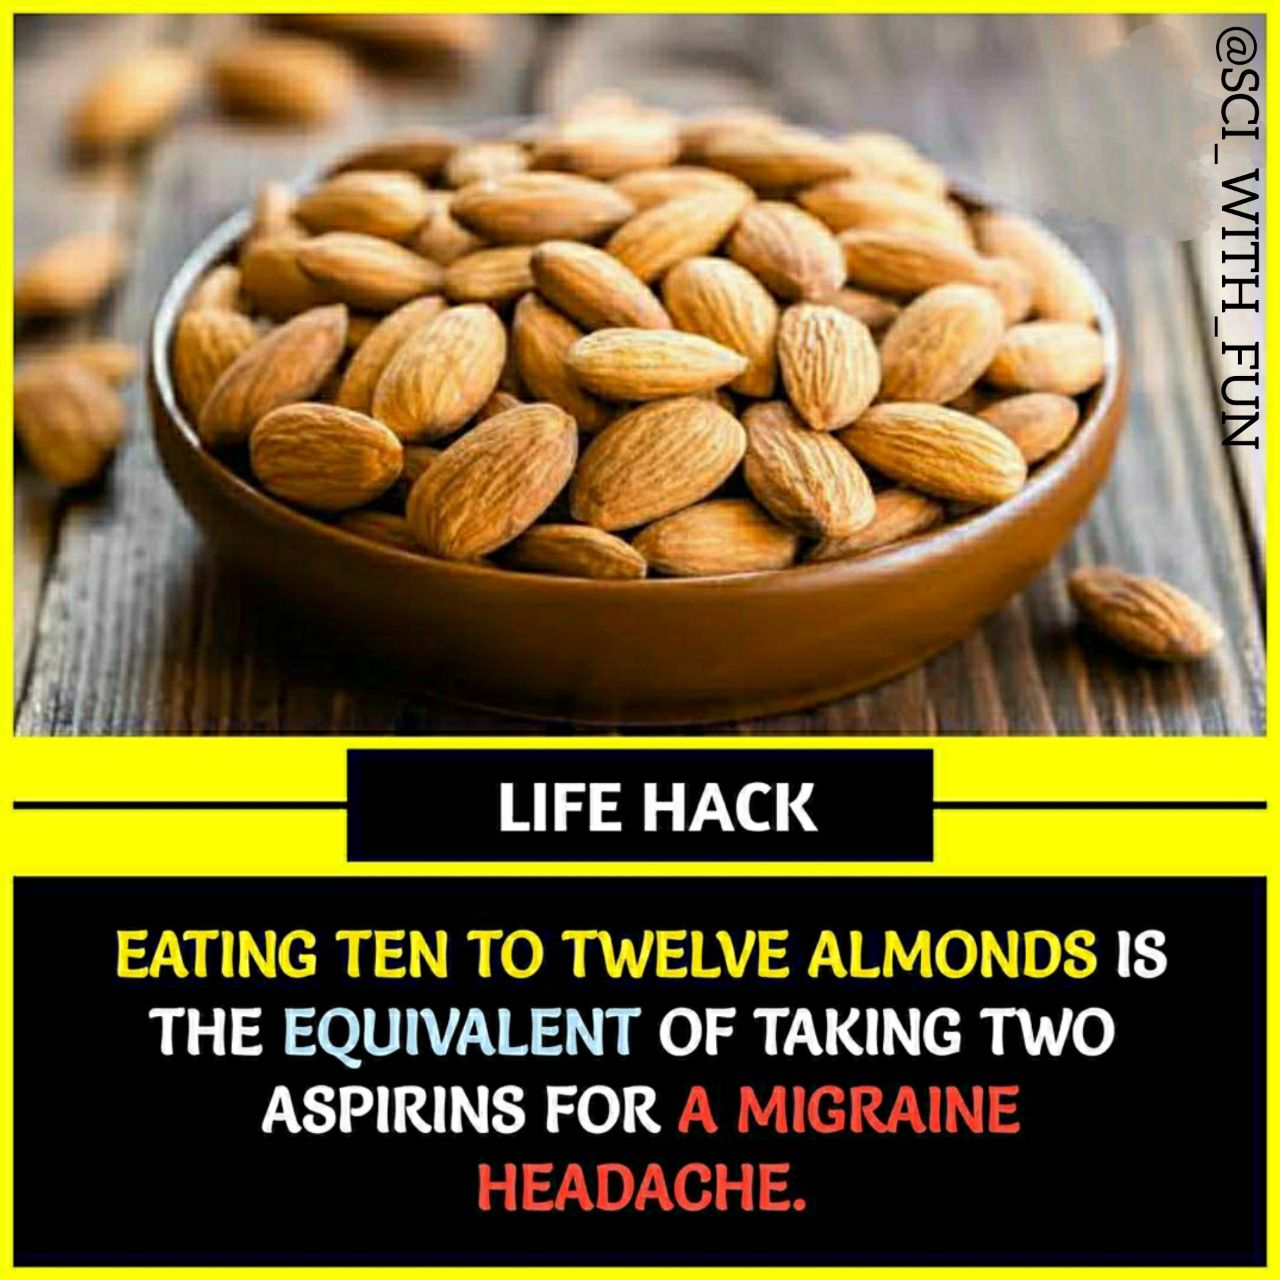 @SCI_WITH_FUN
LIFE HACK
EATING TEN TO TWELVE ALMONDS IS
THE EQUIVALENT OF TAKING TWO
ASPIRINS FOR A MIGRAINE
HEADACHE.